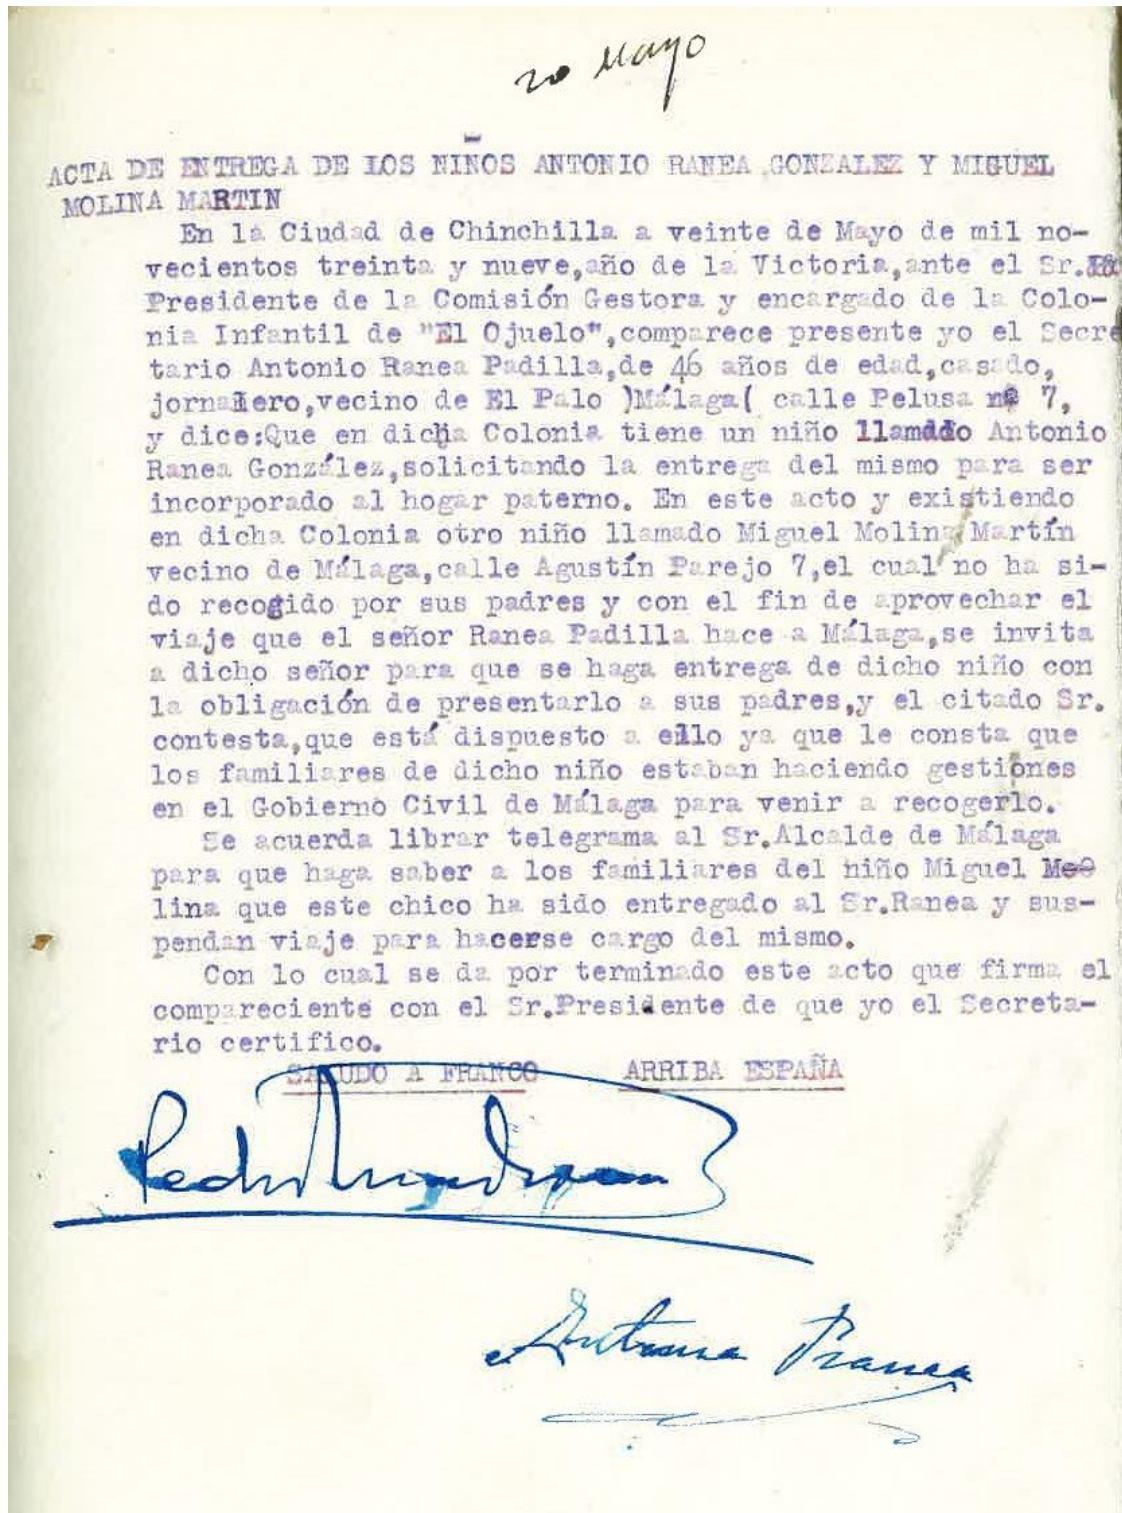 20 Mayo
ACTA DE ENTREGA DE LOS NIÑOS ANTONIO RANEA GONZALEZ Y MIGUEL
MOLINA MARTIN
En la Ciudad de Chinchilla a veinte de Mayo de mil no-
vecientos treinta y nueve,año de la Victoria,ante el Sr.
Presidente de la Comisión Gestora y encargado de la Colo-
nia Infantil de "El Ojuelo",comparece presente yo el Secre
tario Antonio Ranea Padilla,de 46 años de edad,casado,
jornalero,vecino de El Palo )Málaga( calle Pelusa nº 7,
y dice:Que en dicha Colonia tiene un niño llamddo Antonio
Ranea González,solicitando la entrega del mismo para ser
incorporado al hogar paterno. En este acto y existiendo
en dicha Colonia otro niño llamado Miguel Molina Martín
vecino de Málaga,calle Agustín Parejo 7,el cual no ha si-
do recogido por sus padres y con el fin de aprovechar el
viaje que el señor Ranea Padilla hace a Málaga,se invita
a dicho señor para que se haga entrega de dicho niño con
la obligación de presentarlo a sus padres,y el citado Sr.
contesta,que está dispuesto a ello ya que le consta que
los familiares de dicho niño estaban haciendo gestiones
en el Gobierno Civil de Málaga para venir a recogerlo.
Se acuerda librar telegrama al Sr.Alcalde de Málaga
para que haga saber a los familiares del niño Miguel
lina que este chico ha sido entregado al Sr.Ranea y sus-
pendan viaje para hacerse cargo del mismo.
Con lo cual se da por terminado este acto que firma el
compareciente con el Sr.Presidente de que yo el Secreta-
rio certifico.
SALUDO A FRANCO ARRIBA ESPAÑA
Pedro
Antonio Ranea